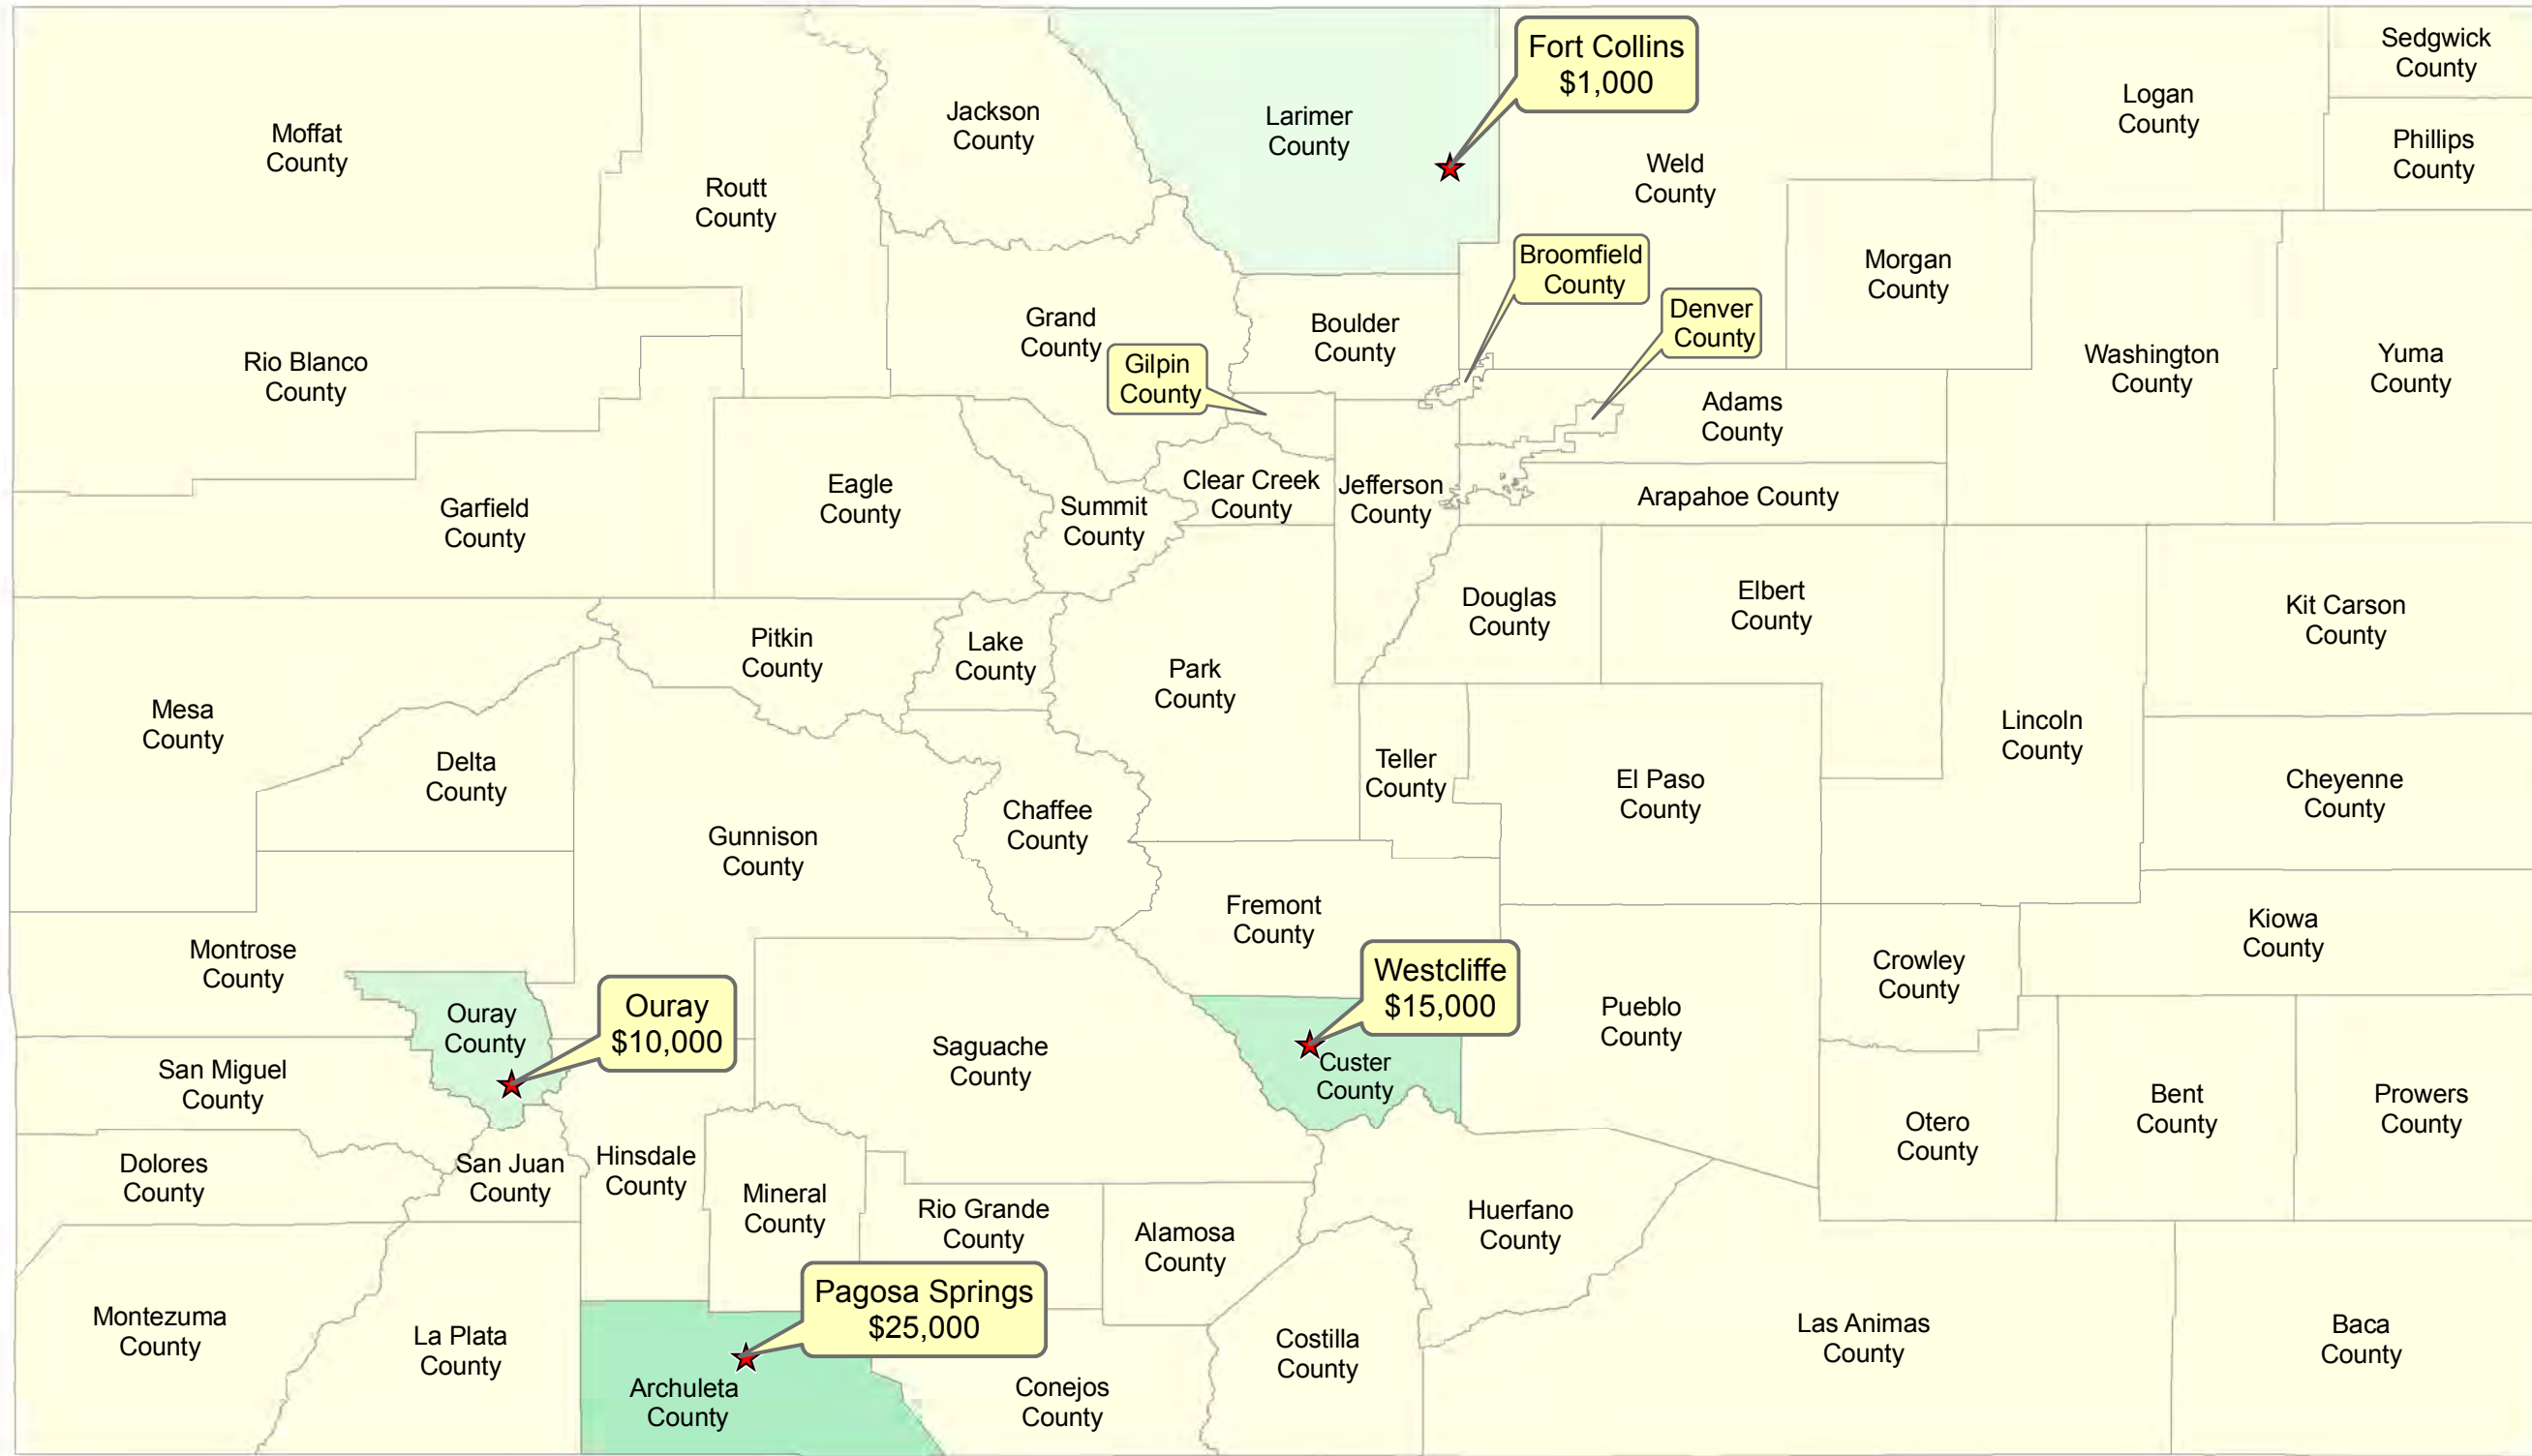 Moffat
County
Routt
County
Jackson
County
Larimer
County
Fort Collins
$1,000
Weld
County
Logan
County
Sedgwick
County
Phillips
County
Morgan
County
Washington
County
Yuma
County
Rio Blanco
County
Grand
County
Gilpin
County
Boulder
County
Broomfield
County
Denver
County
Adams
County
Arapahoe County
Garfield
County
Eagle
County
Summit
County
Clear Creek
County
Jefferson
County
Douglas
County
Elbert
County
Kit Carson
County
Mesa
County
Pitkin
County
Lake
County
Park
County
Delta
County
Gunnison
County
Chaffee
County
Teller
County
El Paso
County
Lincoln
County
Cheyenne
County
Montrose
County
Fremont
County
Crowley
County
Kiowa
County
Ouray
County
Ouray
$10,000
Saguache
County
Westcliffe
$15,000
Custer
County
Pueblo
County
San Miguel
County
Otero
County
Bent
County
Prowers
County
Dolores
County
San Juan
County
Hinsdale
County
Mineral
County
Rio Grande
County
Alamosa
County
Huerfano
County
Montezuma
County
La Plata
County
Pagosa Springs
$25,000
Archuleta
County
Conejos
County
Costilla
County
Las Animas
County
Baca
County